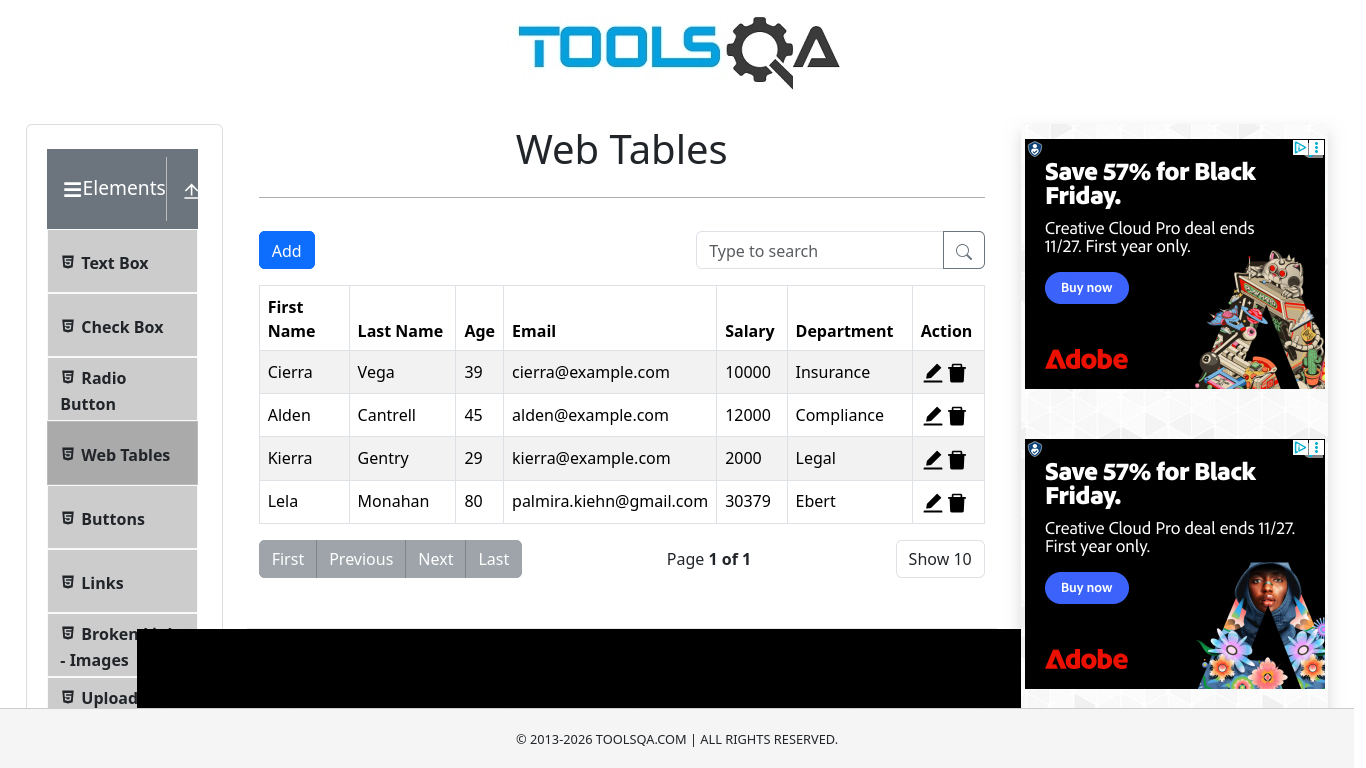 TOOLSQA
Elements
Text Box
Check Box
Radio
Button
Web Tables
Buttons
Links
Broken
- Images
Upload
Web Tables
Add
Type to search
First
Name Last Name Age Email Salary Department Action
Cierra Vega 39 cierra@example.com 10000 Insurance
Alden Cantrell 45 alden@example.com 12000 Compliance
Kierra Gentry 29 kierra@example.com 2000 Legal
Lela Monahan 80 palmira.kiehn@gmail.com 30379 Ebert
First Previous Next Last Page 1 of 1 Show 10
Save 57% for Black
Friday.
Creative Cloud Pro deal ends
11/27. First year only.
Buy now
Adobe
Save 57% for Black
Friday.
Creative Cloud Pro deal ends 11/27.
First year only.
Buy now
Adobe
© 2013-2026 TOOLSQA.COM | ALL RIGHTS RESERVED.